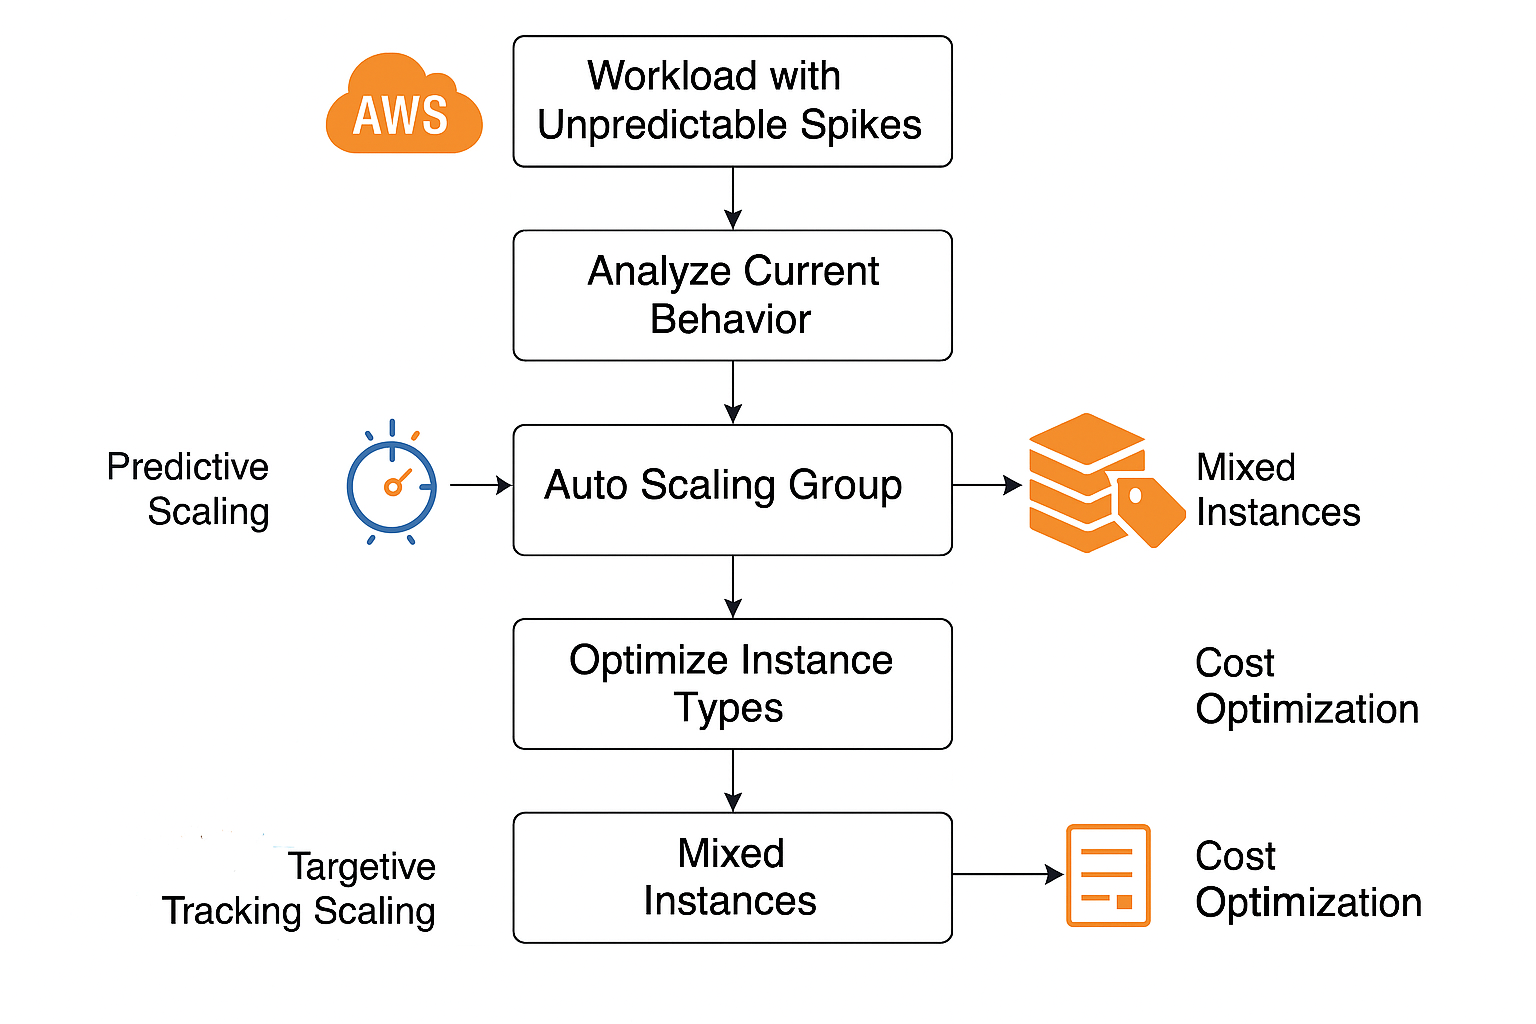 AWS
Workload with
Unpredictable Spikes
Analyze Current
Behavior
Predictive
Scaling
Auto Scaling Group
Mixed
Instances
Optimize Instance
Types
Cost
Optimization
Targetive
Tracking Scaling
Mixed
Instances
Cost
Optimization